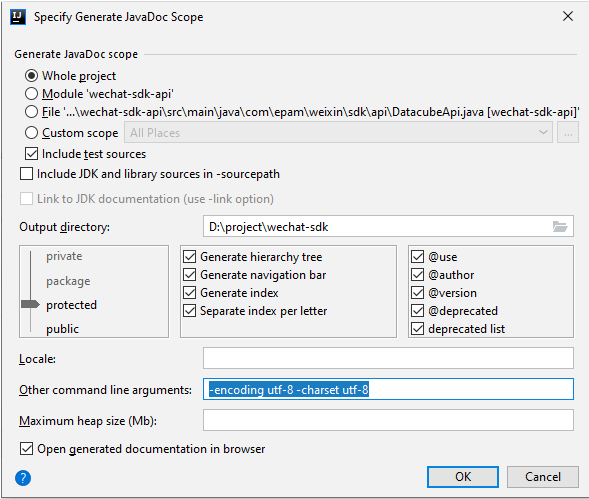 IJ Specify Generate JavaDoc Scope
Generate JavaDoc scope
Whole project
Module 'wechat-sdk-api'
File '...\wechat-sdk-api\src\main\java\com\epam\weixin\sdk\api\DatacubeApi.java [wechat-sdk-api]'
Custom scope All Places ...
Include test sources
Include JDK and library sources in -sourcepath
Link to JDK documentation (use -link option)
Output directory: D:\project\wechat-sdk
private
package
protected
public
Generate hierarchy tree
Generate navigation bar
Generate index
Separate index per letter
@use
@author
@version
@deprecated
deprecated list
Locale:
Other command line arguments: -encoding utf-8 -charset utf-8
Maximum heap size (Mb):
Open generated documentation in browser
? OK Cancel